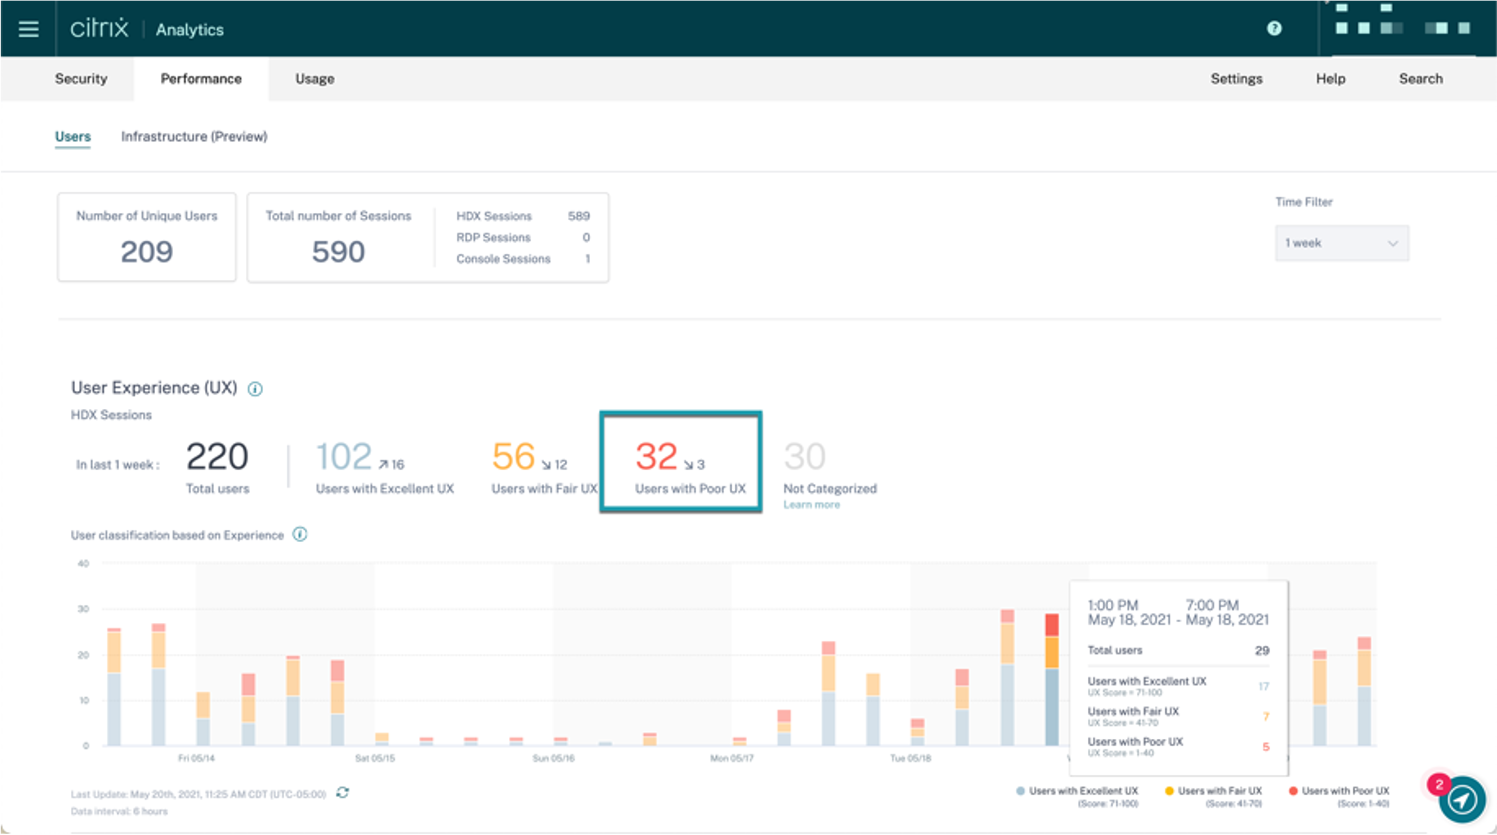 citrix Analytics ?
Security Performance Usage Settings Help Search
Users Infrastructure (Preview)
Number of Unique Users
209
Total number of Sessions
590
HDX Sessions 589
RDP Sessions 0
Console Sessions 1
Time Filter
1 week
User Experience (UX) i
HDX Sessions
In last 1 week :
220
Total users
102 16
Users with Excellent UX
56 12
Users with Fair UX
32 3
Users with Poor UX
30
Not Categorized
Learn more
User classification based on Experience i
40
30
20
10
0
Fri 05/14 Sat 05/15 Sun 05/16 Mon 05/17 Tue 05/18
1:00 PM 7:00 PM
May 18, 2021 - May 18, 2021
Total users 29
Users with Excellent UX 17
UX Score = 71-100
Users with Fair UX 7
UX Score = 41-70
Users with Poor UX 5
UX Score = 1-40
Last Update: May 20th, 2021, 11:25 AM CDT (UTC-05:00)
Data interval: 6 hours
Users with Excellent UX
(Score: 71-100)
Users with Fair UX
(Score: 41-70)
Users with Poor UX
(Score: 1-40)
2